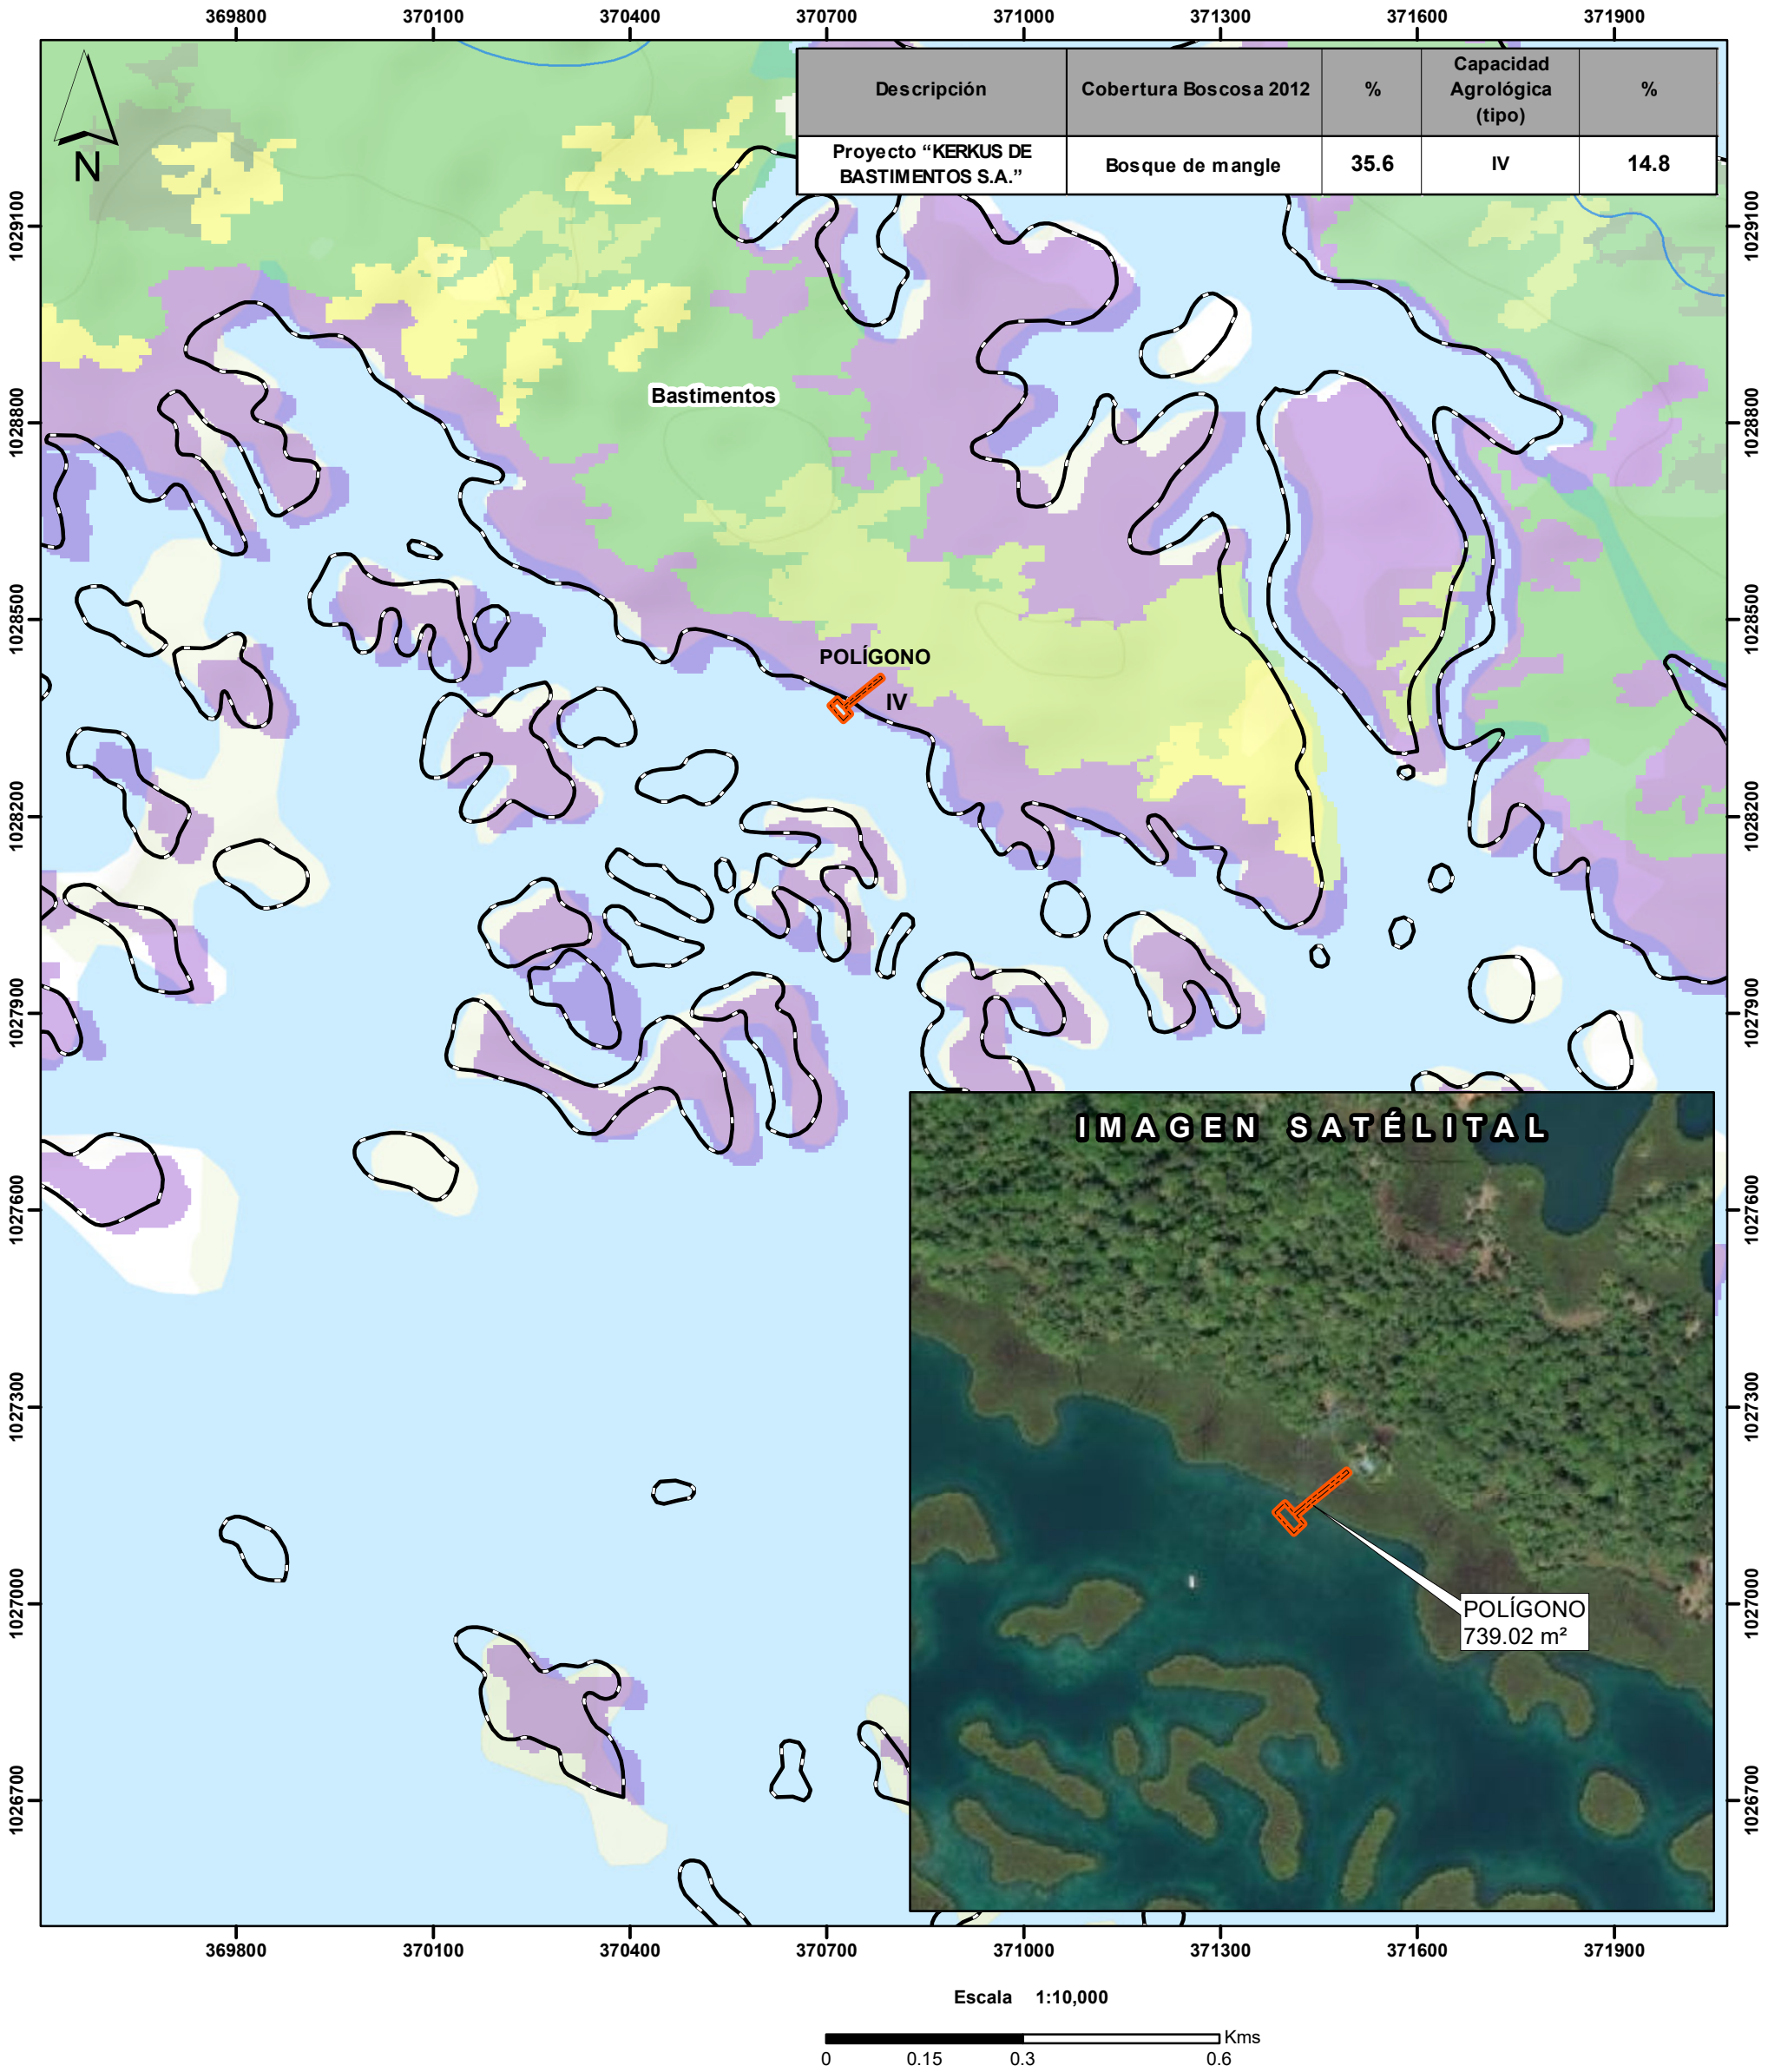 369800 370100 370400 370700 371000 371300 371600 371900
Descripción Cobertura Boscosa 2012 % Capacidad Agrológica (tipo) %
Proyecto “KERKUS DE BASTIMENTOS S.A.” Bosque de mangle 35.6 IV 14.8
N
1029100 1029100
Bastimentos
1028800 1028800
1028500 1028500
POLÍGONO
IV
1028200 1028200
1027900 1027900
IMAGEN SATÉLITAL
1027600 1027600
1027300 1027300
POLÍGONO
739.02 m²
1027000 1027000
1026700 1026700
369800 370100 370400 370700 371000 371300 371600 371900
Escala 1:10,000
Kms
0 0.15 0.3 0.6